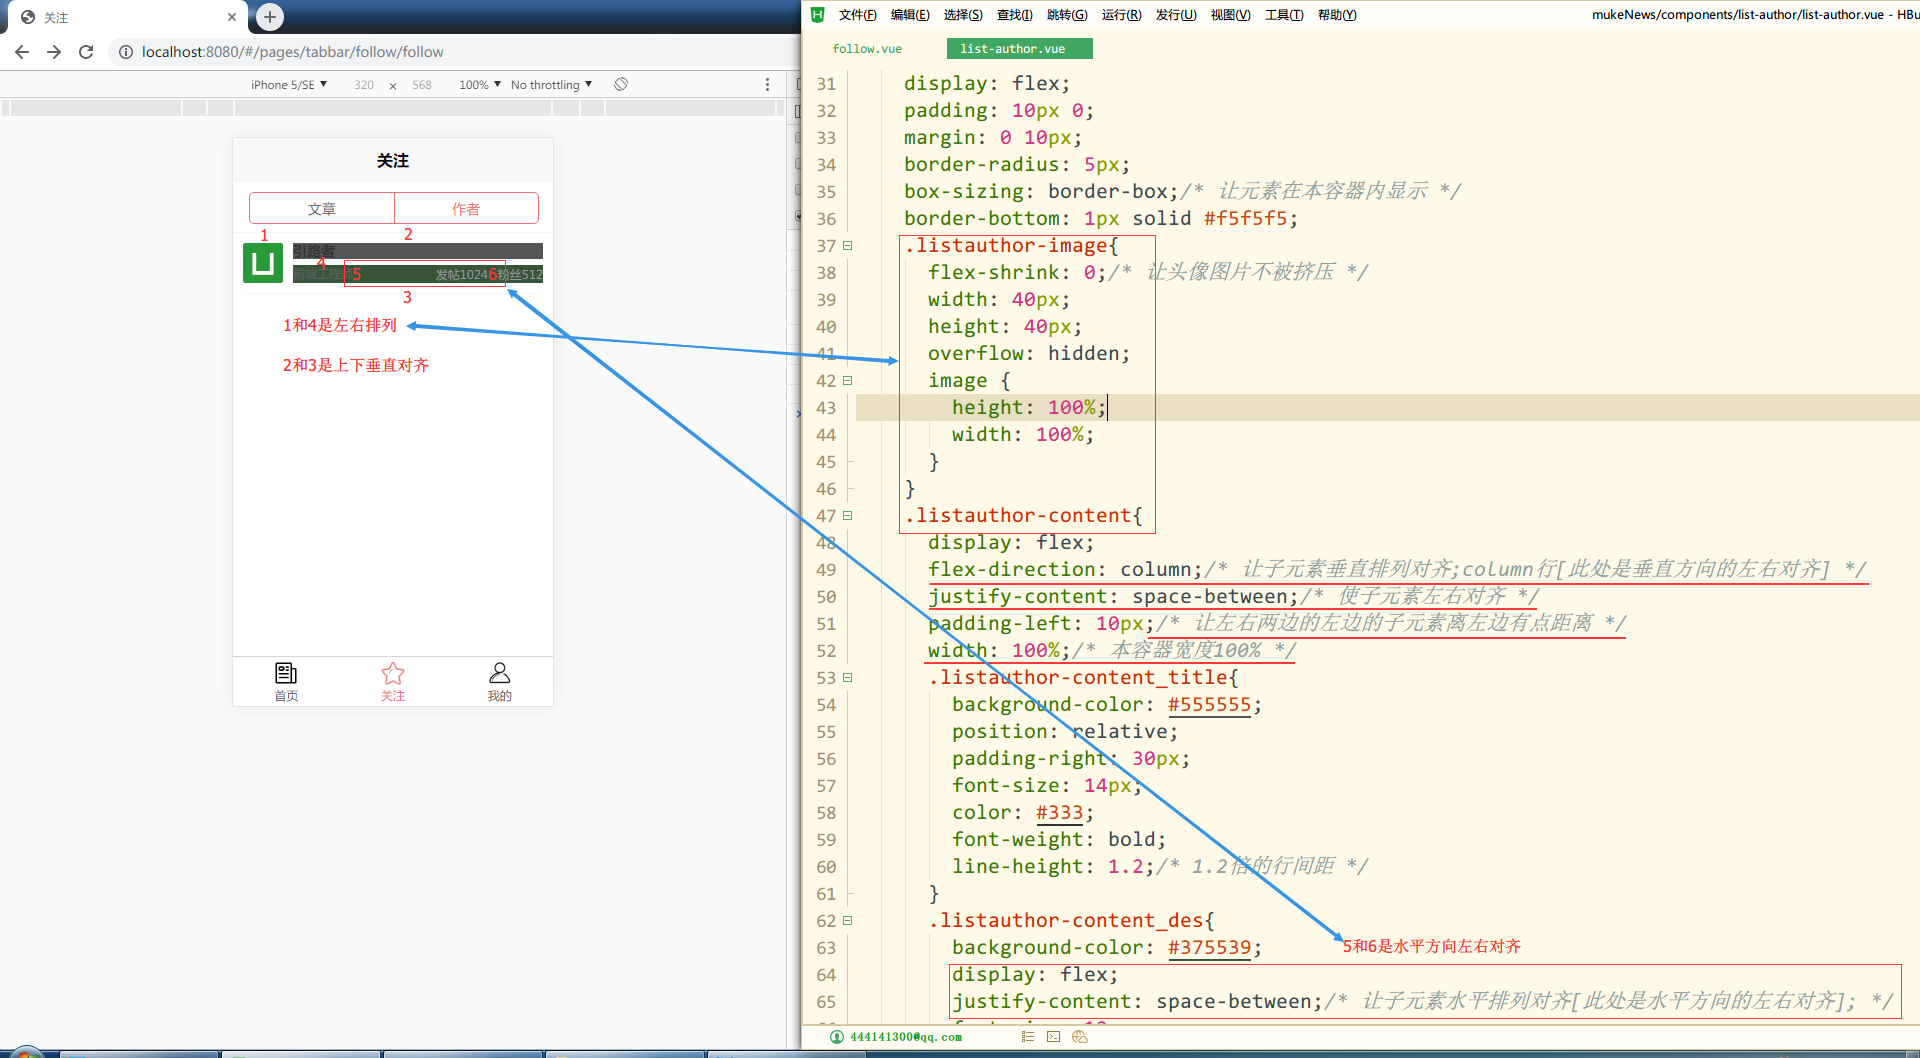 关注
localhost:8080/#/pages/tabbar/follow/follow
iPhone 5/SE ▼ 320 × 568 100% ▼ No throttling ▼
关注
文章 作者
1 2
引路者
4
前端工程师 5 发帖1024 6 粉丝512
3
1和4是左右排列
2和3是上下垂直对齐
首页 关注 我的
文件(F) 编辑(E) 选择(S) 查找(I) 跳转(G) 运行(R) 发行(U) 视图(V) 工具(T) 帮助(Y) mukeNews/components/list-author/list-author.vue - HBu
follow.vue list-author.vue
31 display: flex;
32 padding: 10px 0;
33 margin: 0 10px;
34 border-radius: 5px;
35 box-sizing: border-box;/* 让元素在本容器内显示 */
36 border-bottom: 1px solid #f5f5f5;
37 .listauthor-image{
38 flex-shrink: 0;/* 让头像图片不被挤压 */
39 width: 40px;
40 height: 40px;
41 overflow: hidden;
42 image {
43 height: 100%;
44 width: 100%;
45 }
46 }
47 .listauthor-content{
48 display: flex;
49 flex-direction: column;/* 让子元素垂直排列对齐;column行[此处是垂直方向的左右对齐] */
50 justify-content: space-between;/* 使子元素左右对齐 */
51 padding-left: 10px;/* 让左右两边的左边的子元素离左边有点距离 */
52 width: 100%;/* 本容器宽度100% */
53 .listauthor-content_title{
54 background-color: #555555;
55 position: relative;
56 padding-right: 30px;
57 font-size: 14px;
58 color: #333;
59 font-weight: bold;
60 line-height: 1.2;/* 1.2倍的行间距 */
61 }
62 .listauthor-content_des{
63 background-color: #375539;
5和6是水平方向左右对齐
64 display: flex;
65 justify-content: space-between;/* 让子元素水平排列对齐[此处是水平方向的左右对齐]; */
444141300@qq.com